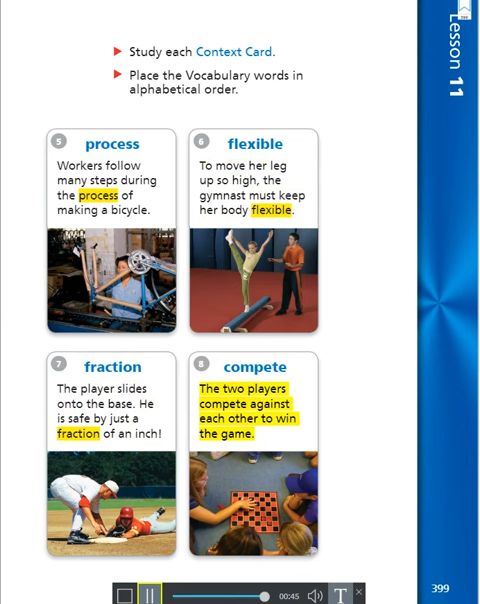 Lesson 11
Study each Context Card.
Place the Vocabulary words in
alphabetical order.
5
process
Workers follow
many steps during
the process of
making a bicycle.
6
flexible
To move her leg
up so high, the
gymnast must keep
her body flexible.
7
fraction
The player slides
onto the base. He
is safe by just a
fraction of an inch!
8
compete
The two players
compete against
each other to win
the game.
399
00:45
T